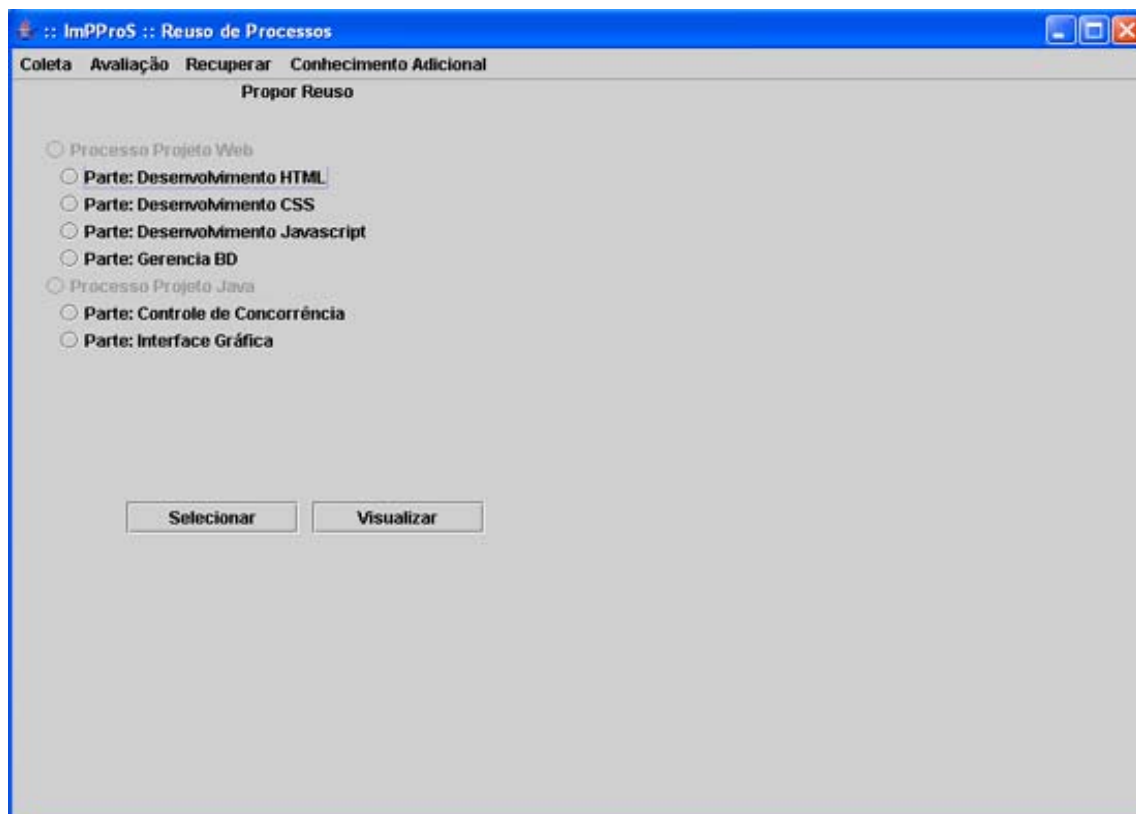 :: ImPProS :: Reuso de Processos
Coleta Avaliação Recuperar Conhecimento Adicional
Propor Reuso
Processo Projeto Web
Parte: Desenvolvimento HTML
Parte: Desenvolvimento CSS
Parte: Desenvolvimento Javascript
Parte: Gerencia BD
Processo Projeto Java
Parte: Controle de Concorrência
Parte: Interface Gráfica
Selecionar Visualizar